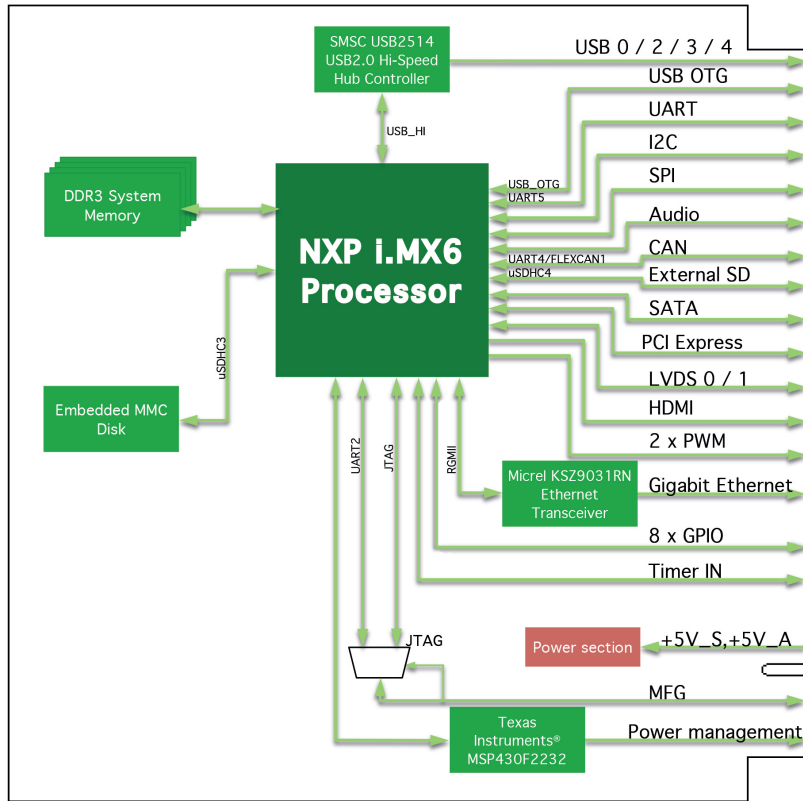 SMSC USB2514
USB2.0 Hi-Speed
Hub Controller
USB 0 / 2 / 3 / 4
USB OTG
UART
USB_HI
I2C
SPI
DDR3 System
Memory
USB_OTG
UART5
Audio
NXP i.MX6
Processor
UART4/FLEXCAN1
CAN
uSDHC4
External SD
SATA
uSDHC3
PCI Express
LVDS 0 / 1
Embedded MMC
Disk
HDMI
2 x PWM
UART2
JTAG
RGMII
Micrel KSZ9031RN
Ethernet
Transceiver
Gigabit Ethernet
8 x GPIO
Timer IN
JTAG
Power section
+5V_S,+5V_A
MFG
Texas
Instruments®
MSP430F2232
Power management